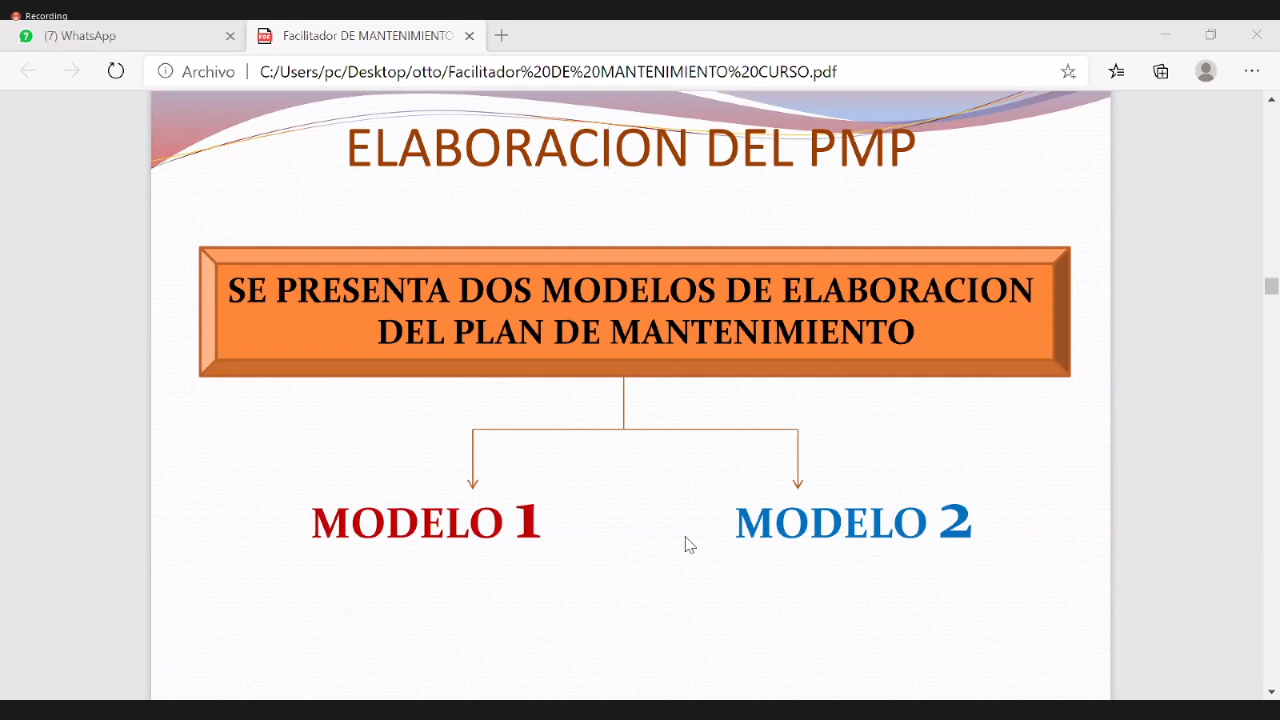 Recording
(7) WhatsApp
Facilitador DE MANTENIMIENTO
Archivo
C:/Users/pc/Desktop/otto/Facilitador%20DE%20MANTENIMIENTO%20CURSO.pdf
ELABORACION DEL PMP
SE PRESENTA DOS MODELOS DE ELABORACION
DEL PLAN DE MANTENIMIENTO
MODELO 1
MODELO 2